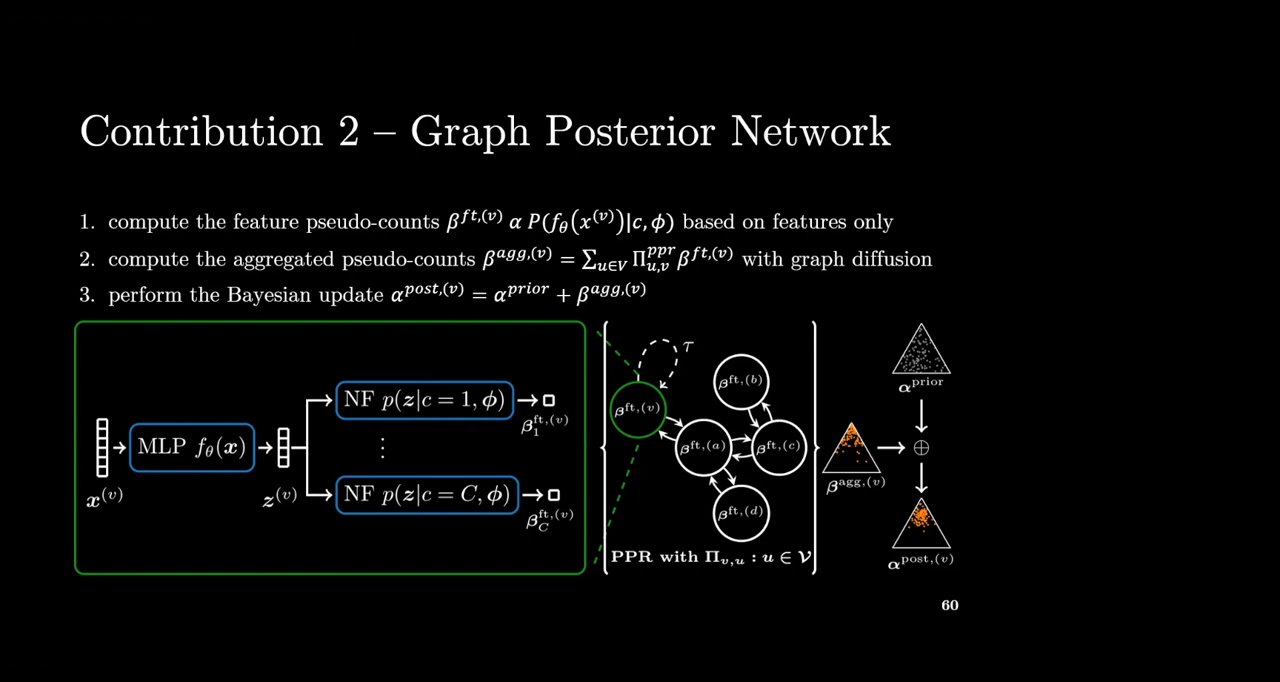 Contribution 2 – Graph Posterior Network
1. compute the feature pseudo-counts β^{ft,(v)} α P(f_θ(x^{(v)})|c, ϕ) based on features only
2. compute the aggregated pseudo-counts β^{agg,(v)} = ∑_{u∈V} Π^{ppr}_{u,v} β^{ft,(v)} with graph diffusion
3. perform the Bayesian update α^{post,(v)} = α^{prior} + β^{agg,(v)}
x^{(v)}
MLP f_θ(x)
z^{(v)}
NF p(z|c = 1, ϕ)
β_1^{ft,(v)}
⋮
NF p(z|c = C, ϕ)
β_C^{ft,(v)}
τ
β^{ft,(v)}
β^{ft,(b)}
β^{ft,(a)}
β^{ft,(c)}
β^{ft,(d)}
PPR with Π_{v,u} : u ∈ V
β^{agg,(v)}
α^{prior}
⊕
α^{post,(v)}
60